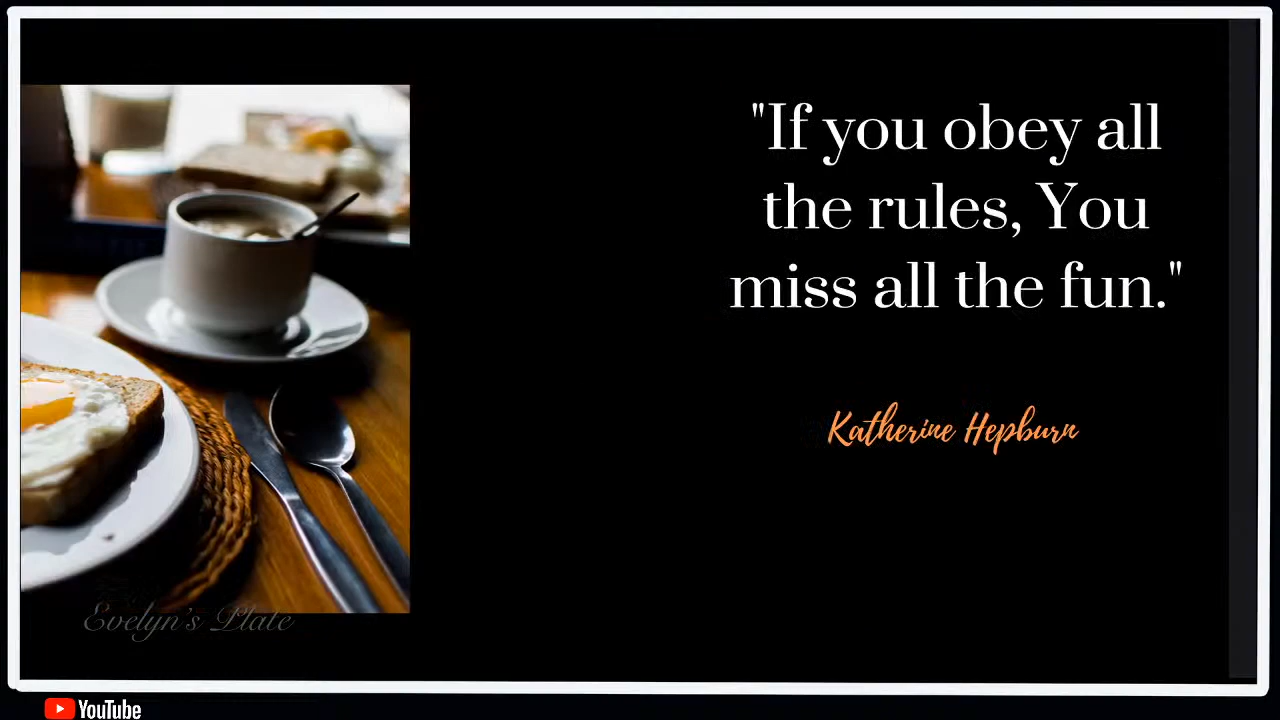 "If you obey all
the rules, You
miss all the fun."
Katherine Hepburn
Evelyn's Plate
YouTube